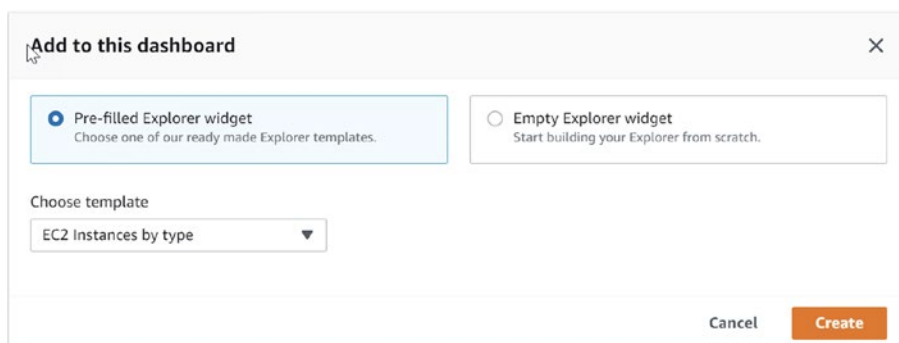 Add to this dashboard
Pre-filled Explorer widget
Choose one of our ready made Explorer templates.
Empty Explorer widget
Start building your Explorer from scratch.
Choose template
EC2 Instances by type
Cancel
Create